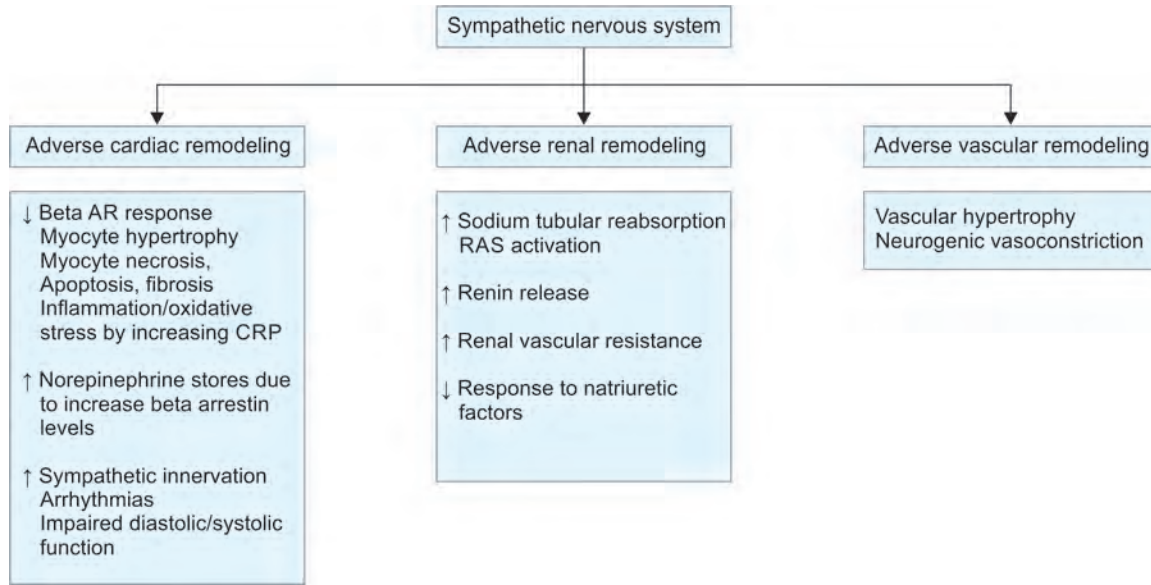 Sympathetic nervous system
Adverse cardiac remodeling
↓ Beta AR response
Myocyte hypertrophy
Myocyte necrosis,
Apoptosis, fibrosis
Inflammation/oxidative
stress by increasing CRP
↑ Norepinephrine stores due
to increase beta arrestin
levels
↑ Sympathetic innervation
Arrhythmias
Impaired diastolic/systolic
function
Adverse renal remodeling
↑ Sodium tubular reabsorption
RAS activation
↑ Renin release
↑ Renal vascular resistance
↓ Response to natriuretic
factors
Adverse vascular remodeling
Vascular hypertrophy
Neurogenic vasoconstriction